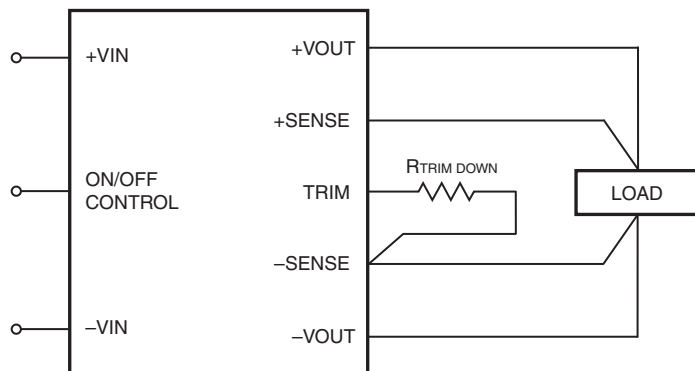 +VOUT
+VIN
+SENSE
RTRIM DOWN
ON/OFF
CONTROL
TRIM
LOAD
–SENSE
–VIN
–VOUT